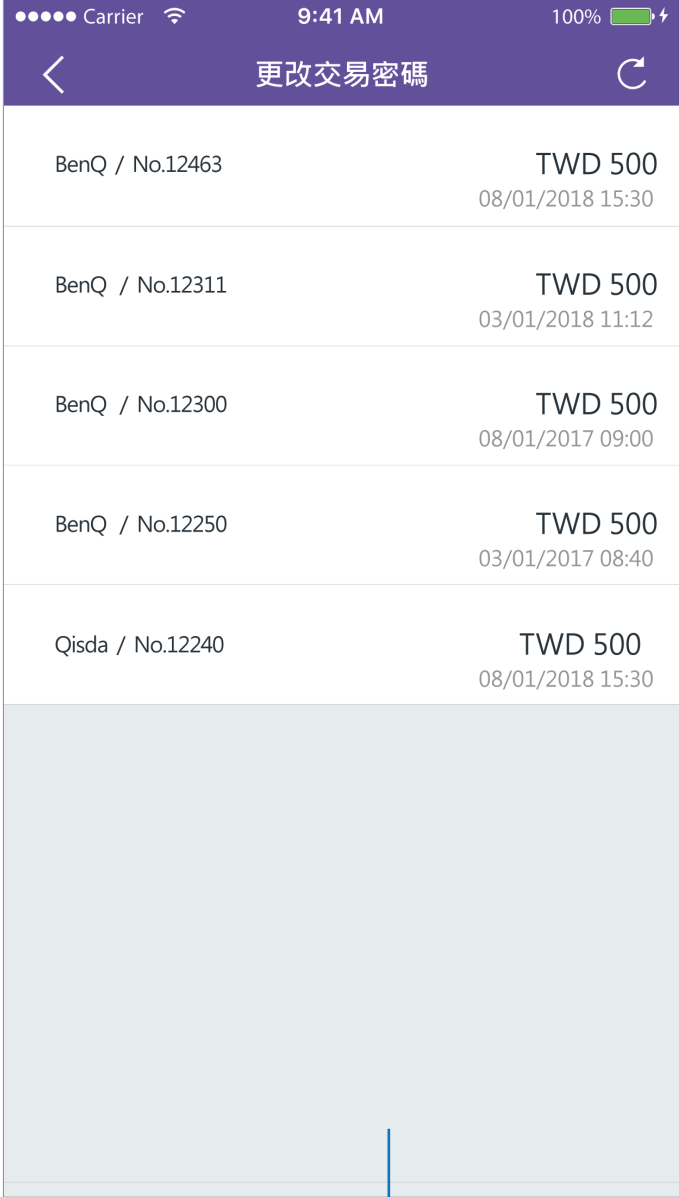 Carrier 9:41 AM 100%
更改交易密碼
BenQ / No.12463 TWD 500
08/01/2018 15:30
BenQ / No.12311 TWD 500
03/01/2018 11:12
BenQ / No.12300 TWD 500
08/01/2017 09:00
BenQ / No.12250 TWD 500
03/01/2017 08:40
Qisda / No.12240 TWD 500
08/01/2018 15:30